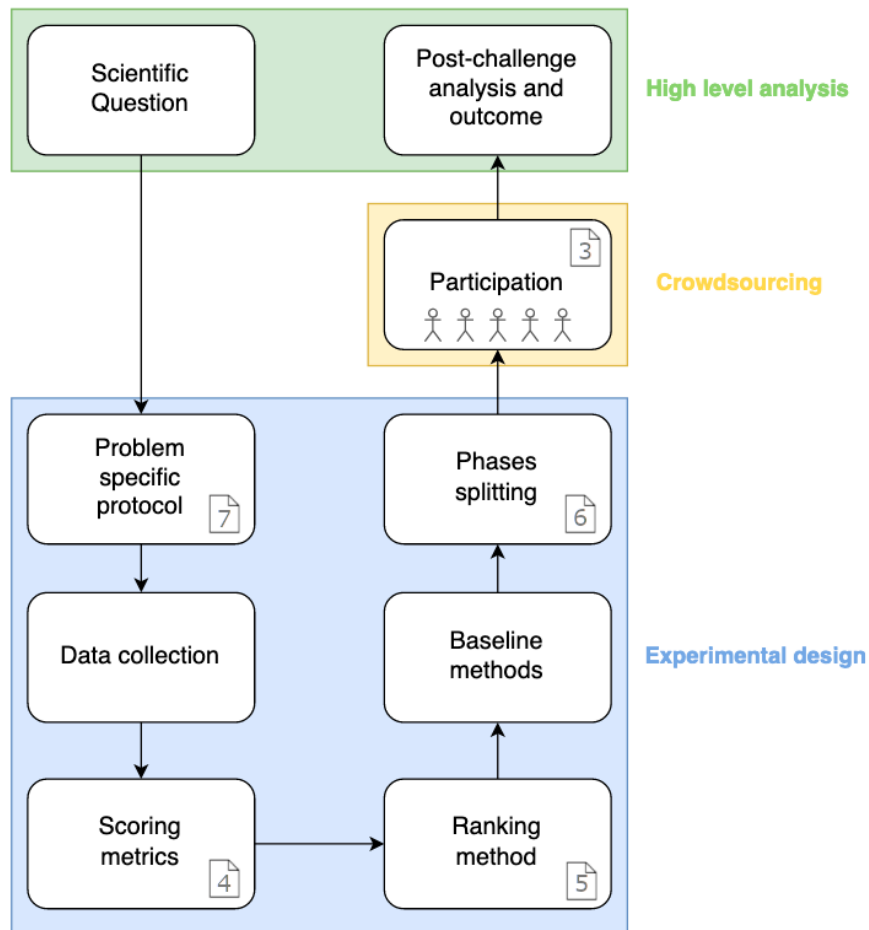 Scientific
Question
Post-challenge
analysis and
outcome
High level analysis
3
Participation
Crowdsourcing
Problem
specific
protocol
7
Phases
splitting
6
Data collection
Baseline
methods
Experimental design
Scoring
metrics
4
Ranking
method
5